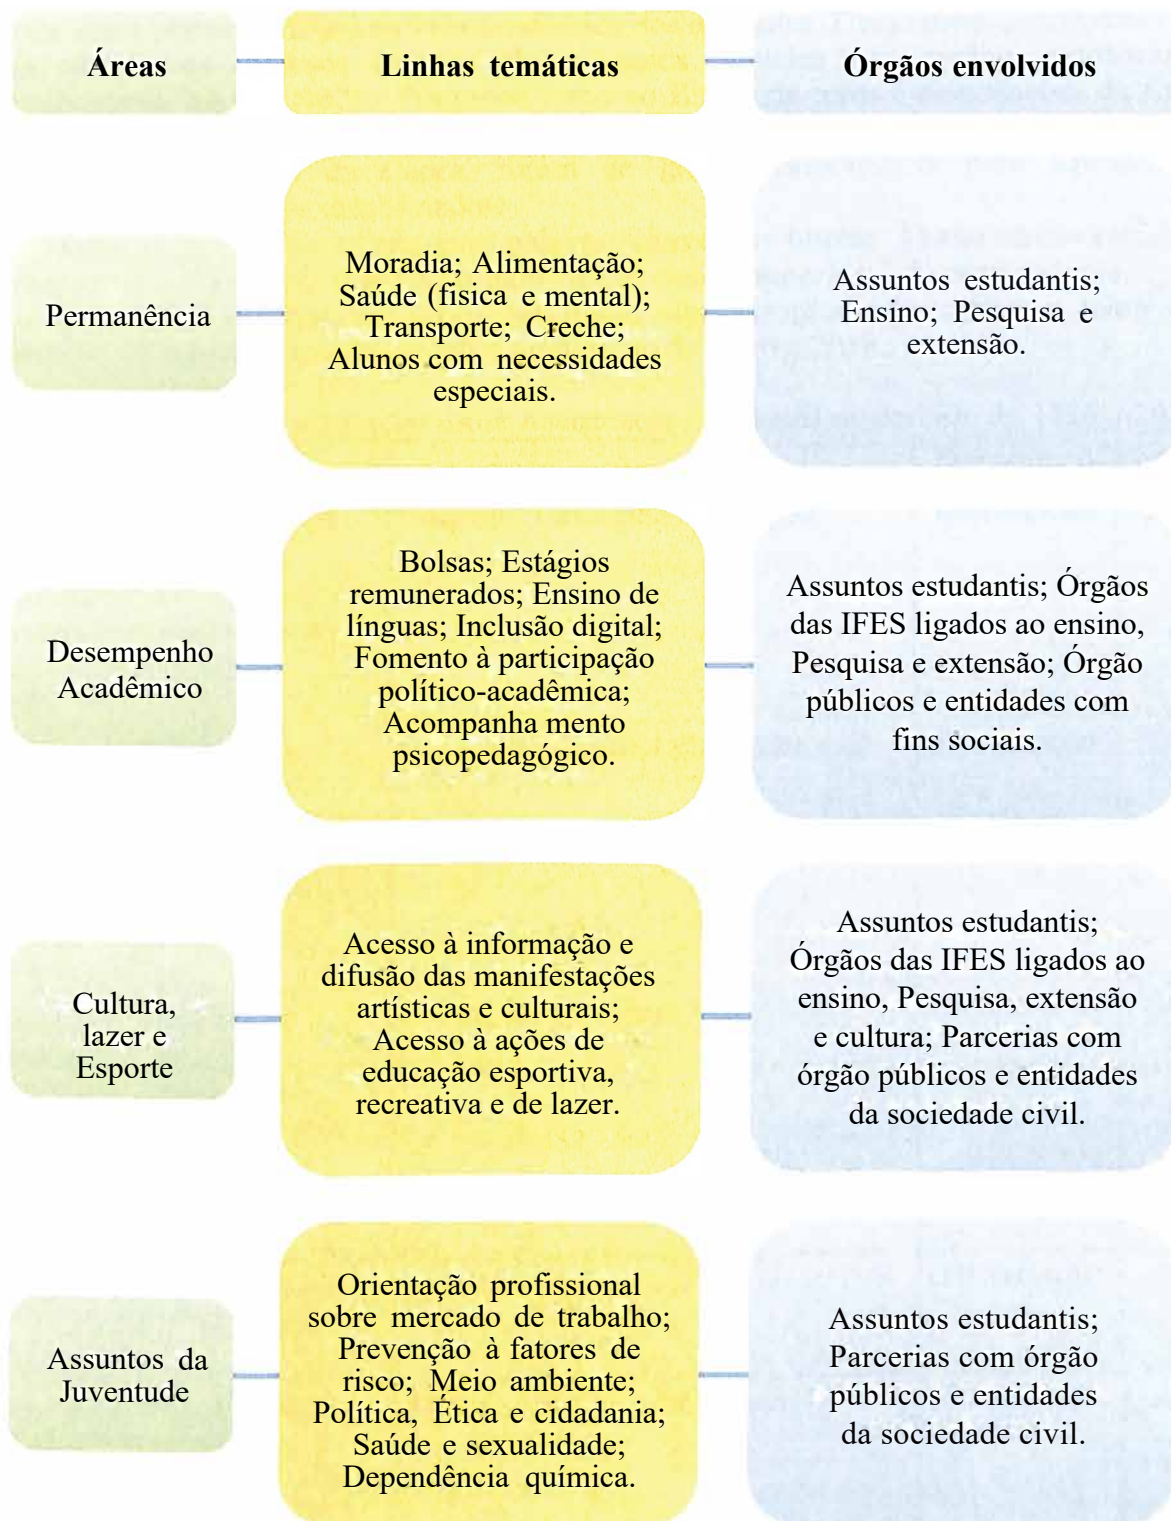 Áreas
Linhas temáticas
Órgãos envolvidos
Permanência
Moradia; Alimentação;
Saúde (fisica e mental);
Transporte; Creche;
Alunos com necessidades
especiais.
Assuntos estudantis;
Ensino; Pesquisa e
extensão.
Desempenho
Acadêmico
Bolsas; Estágios
remunerados; Ensino de
línguas; Inclusão digital;
Fomento à participação
político-acadêmica;
Acompanha mento
psicopedagógico.
Assuntos estudantis; Órgãos
das IFES ligados ao ensino,
Pesquisa e extensão; Órgão
públicos e entidades com
fins sociais.
Cultura,
lazer e
Esporte
Acesso à informação e
difusão das manifestações
artísticas e culturais;
Acesso à ações de
educação esportiva,
recreativa e de lazer.
Assuntos estudantis;
Órgãos das IFES ligados ao
ensino, Pesquisa, extensão
e cultura; Parcerias com
órgão públicos e entidades
da sociedade civil.
Assuntos da
Juventude
Orientação profissional
sobre mercado de trabalho;
Prevenção à fatores de
risco; Meio ambiente;
Política, Ética e cidadania;
Saúde e sexualidade;
Dependência química.
Assuntos estudantis;
Parcerias com órgão
públicos e entidades
da sociedade civil.